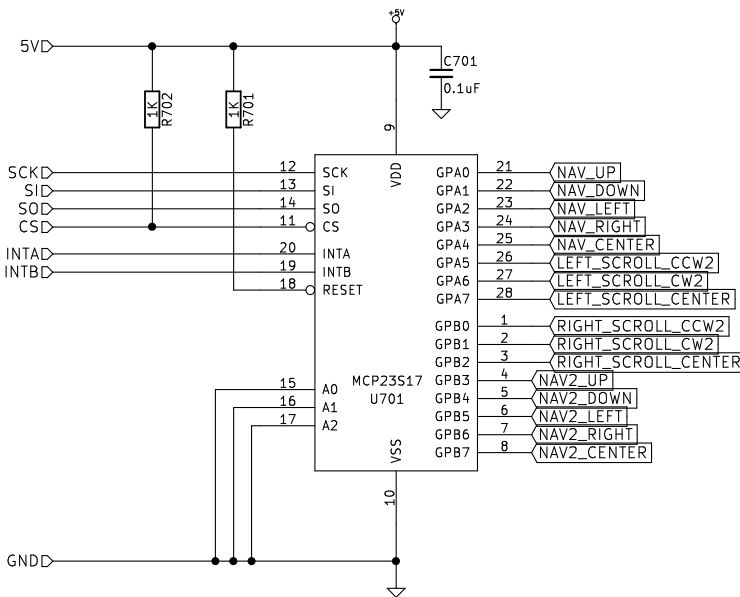 +5V
5V
C701
0.1uF
1K
R702
1K
R701
9
VDD
SCK
12
SCK
GPA0
21
NAV_UP
SI
13
SI
GPA1
22
NAV_DOWN
SO
14
SO
GPA2
23
NAV_LEFT
CS
11
CS
GPA3
24
NAV_RIGHT
GPA4
25
NAV_CENTER
INTA
20
INTA
GPA5
26
LEFT_SCROLL_CCW2
INTB
19
INTB
GPA6
27
LEFT_SCROLL_CW2
18
RESET
GPA7
28
LEFT_SCROLL_CENTER
GPB0
1
RIGHT_SCROLL_CCW2
GPB1
2
RIGHT_SCROLL_CW2
GPB2
3
RIGHT_SCROLL_CENTER
MCP23S17
U701
GPB3
4
NAV2_UP
15
A0
GPB4
5
NAV2_DOWN
16
A1
GPB5
6
NAV2_LEFT
17
A2
GPB6
7
NAV2_RIGHT
GPB7
8
NAV2_CENTER
VSS
10
GND